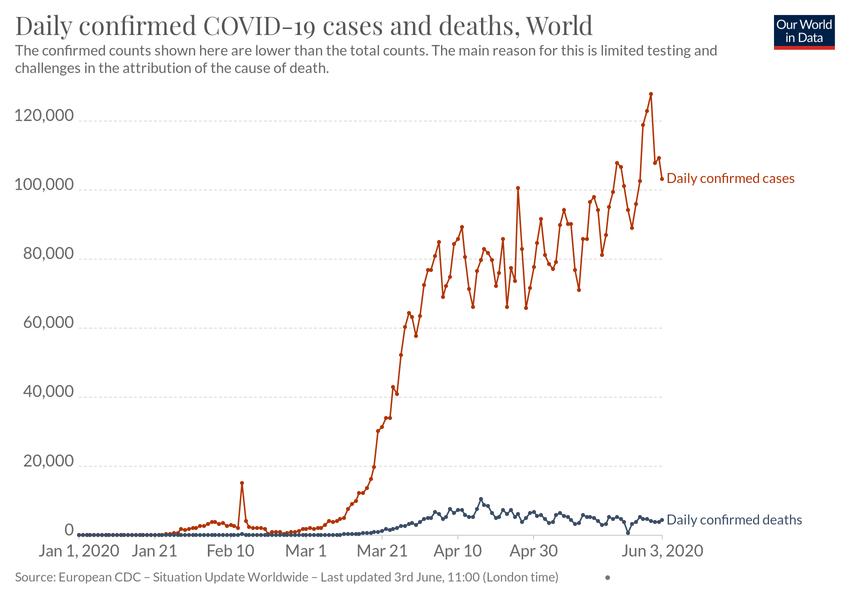 Daily confirmed COVID-19 cases and deaths, World
Our World
in Data
The confirmed counts shown here are lower than the total counts. The main reason for this is limited testing and
challenges in the attribution of the cause of death.
120,000
100,000
Daily confirmed cases
80,000
60,000
40,000
20,000
Daily confirmed deaths
0
Jan 1, 2020 Jan 21 Feb 10 Mar 1 Mar 21 Apr 10 Apr 30 Jun 3, 2020
Source: European CDC – Situation Update Worldwide – Last updated 3rd June, 11:00 (London time) •